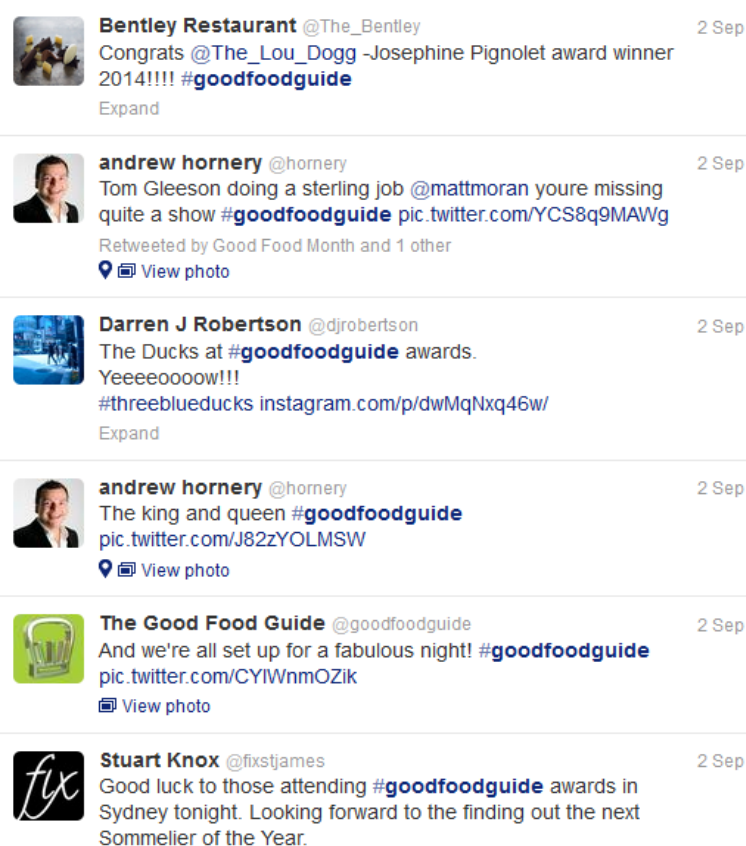 Bentley Restaurant @The_Bentley 2 Sep
Congrats @The_Lou_Dogg -Josephine Pignolet award winner
2014!!!! #goodfoodguide
Expand
andrew hornery @hornery 2 Sep
Tom Gleeson doing a sterling job @mattmoran youre missing
quite a show #goodfoodguide pic.twitter.com/YCS8q9MAWg
Retweeted by Good Food Month and 1 other
View photo
Darren J Robertson @djrobertson 2 Sep
The Ducks at #goodfoodguide awards.
Yeeeeoooow!!!
#threeblueducks instagram.com/p/dwMqNxq46w/
Expand
andrew hornery @hornery 2 Sep
The king and queen #goodfoodguide
pic.twitter.com/J82zYOLMSW
View photo
The Good Food Guide @goodfoodguide 2 Sep
And we're all set up for a fabulous night! #goodfoodguide
pic.twitter.com/CYlWnmOZik
View photo
fix
Stuart Knox @fixstjames 2 Sep
Good luck to those attending #goodfoodguide awards in
Sydney tonight. Looking forward to the finding out the next
Sommelier of the Year.